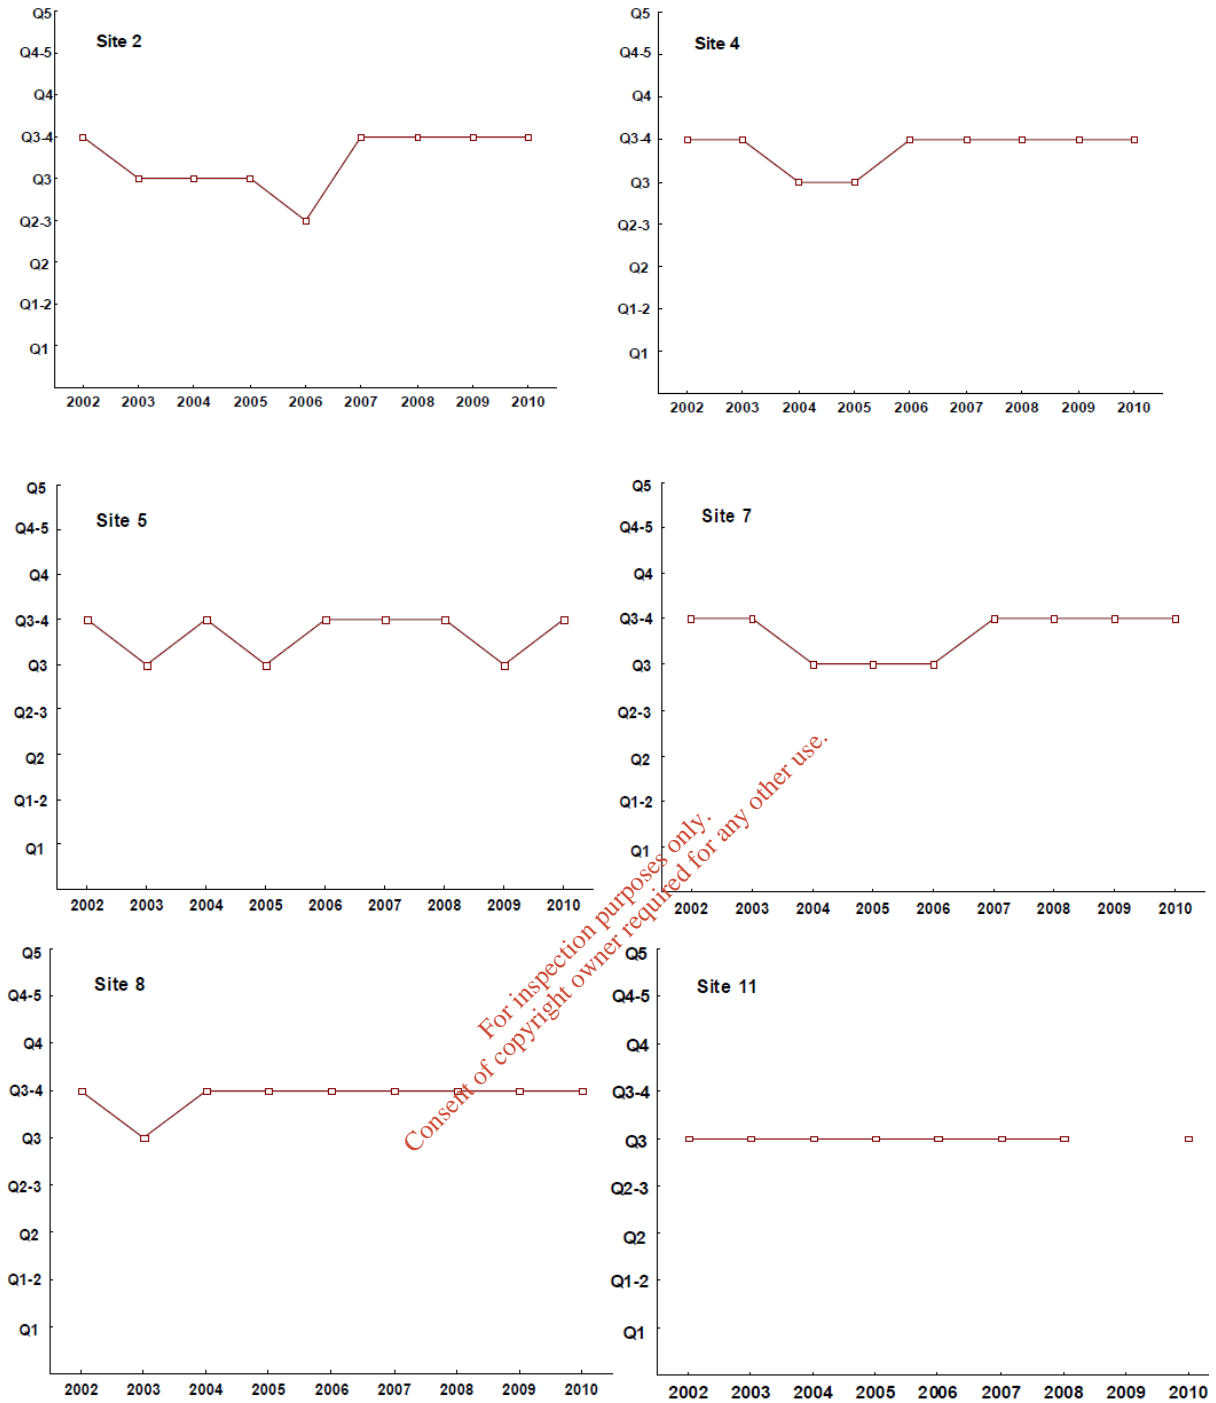 Site 2
Q5
Q4-5
Q4
Q3-4
Q3
Q2-3
Q2
Q1-2
Q1
2002 2003 2004 2005 2006 2007 2008 2009 2010
Site 4
Q5
Q4-5
Q4
Q3-4
Q3
Q2-3
Q2
Q1-2
Q1
2002 2003 2004 2005 2006 2007 2008 2009 2010
Site 5
Q5
Q4-5
Q4
Q3-4
Q3
Q2-3
Q2
Q1-2
Q1
2002 2003 2004 2005 2006 2007 2008 2009 2010
Site 7
Q5
Q4-5
Q4
Q3-4
Q3
Q2-3
Q2
Q1-2
Q1
2002 2003 2004 2005 2006 2007 2008 2009 2010
Site 8
Q5
Q4-5
Q4
Q3-4
Q3
Q2-3
Q2
Q1-2
Q1
2002 2003 2004 2005 2006 2007 2008 2009 2010
Site 11
Q5
Q4-5
Q4
Q3-4
Q3
Q2-3
Q2
Q1-2
Q1
2002 2003 2004 2005 2006 2007 2008 2009 2010
For inspection purposes only.
Consent of copyright owner required for any other use.